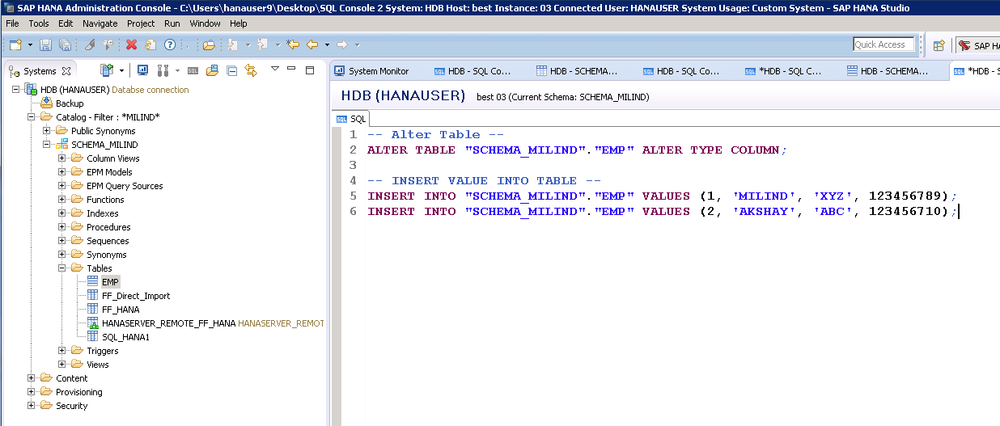 SAP HANA Administration Console - C:\Users\hanauser9\Desktop\SQL Console 2 System: HDB Host: best Instance: 03 Connected User: HANAUSER System Usage: Custom System - SAP HANA Studio
File Tools Edit Navigate Project Run Window Help
Quick Access
SAP HA
Systems
HDB (HANAUSER) Databse connection
Backup
Catalog - Filter : *MILIND*
Public Synonyms
SCHEMA_MILIND
Column Views
EPM Models
EPM Query Sources
Functions
Indexes
Procedures
Sequences
Synonyms
Tables
EMP
FF_Direct_Import
FF_HANA
HANASERVER_REMOTE_FF_HANA HANASERVER_REMOT
SQL_HANA1
Triggers
Views
Content
Provisioning
Security
System Monitor
HDB - SQL Co...
HDB - SCHEMA...
HDB - SQL Co...
*HDB - SQL C...
HDB - SCHEMA...
*HDB - S
HDB (HANAUSER) best 03 (Current Schema: SCHEMA_MILIND)
SQL SQL
1 -- Alter Table --
2 ALTER TABLE "SCHEMA_MILIND"."EMP" ALTER TYPE COLUMN;
3
4 -- INSERT VALUE INTO TABLE --
5 INSERT INTO "SCHEMA_MILIND"."EMP" VALUES (1, 'MILIND', 'XYZ', 123456789);
6 INSERT INTO "SCHEMA_MILIND"."EMP" VALUES (2, 'AKSHAY', 'ABC', 123456710);